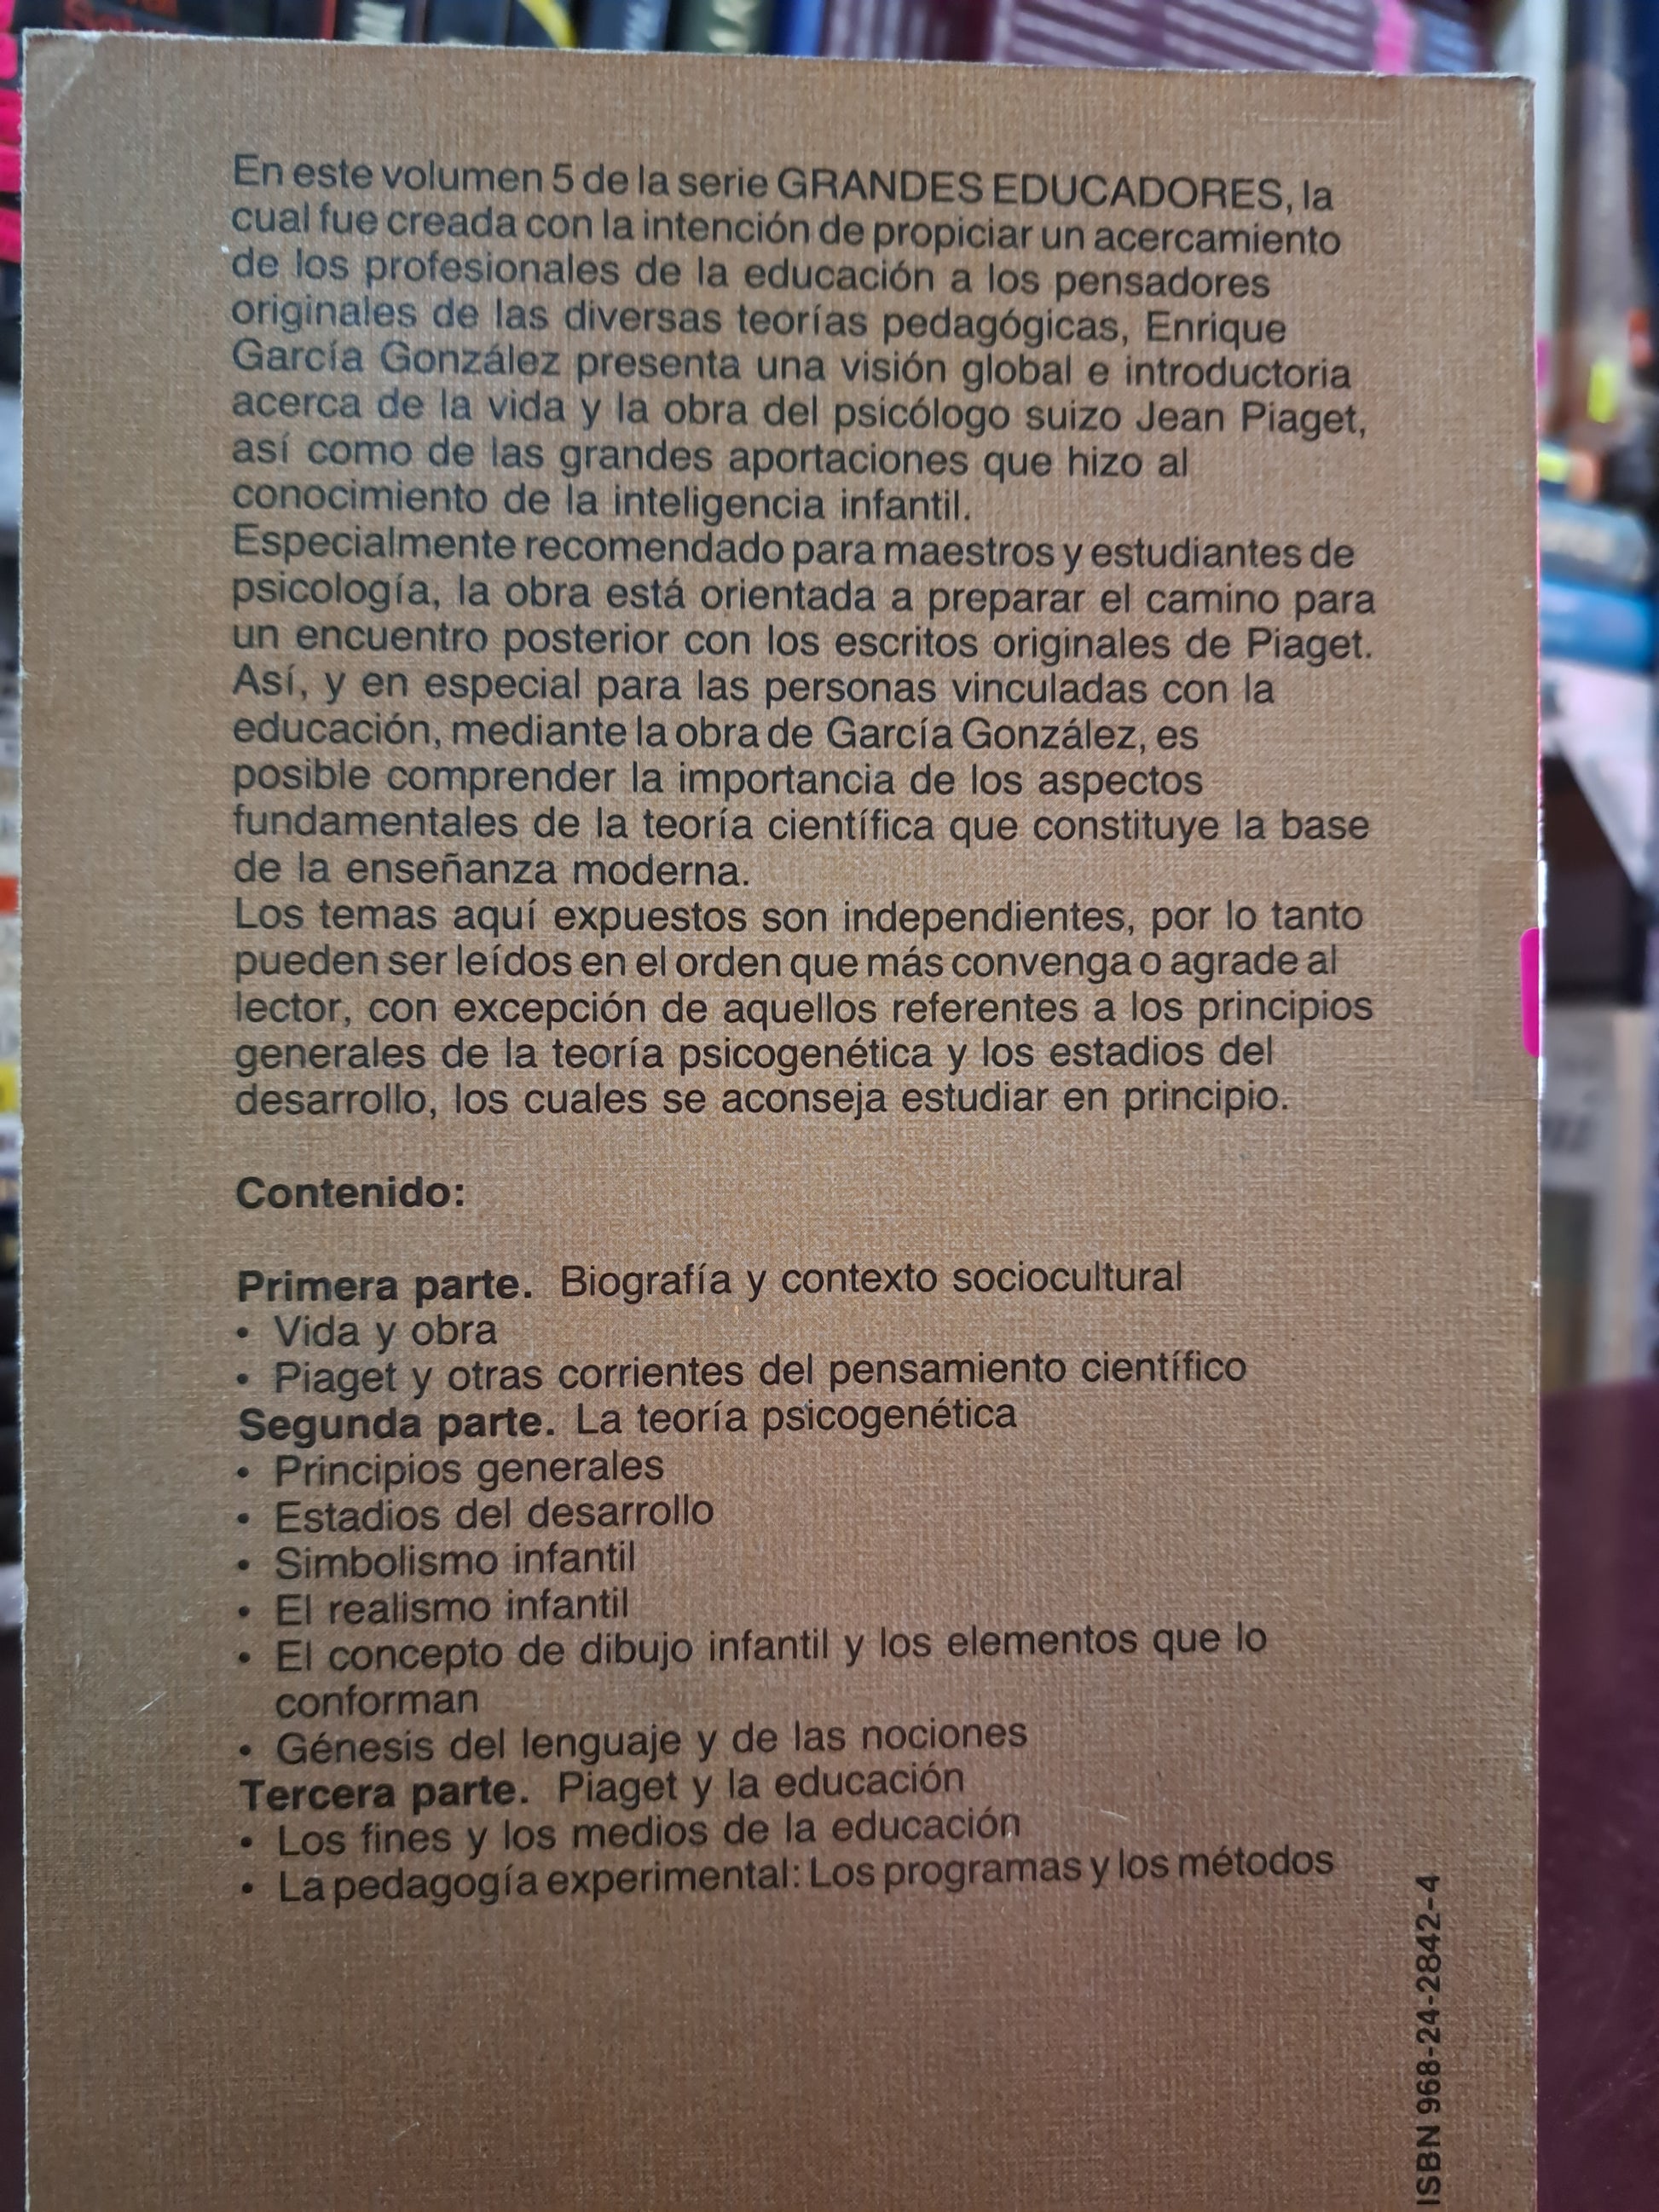 En este volumen 5 de la serie GRANDES EDUCADORES, la
cual fue creada con la intención de propiciar un acercamiento
de los profesionales de la educación a los pensadores
originales de las diversas teorías pedagógicas, Enrique
García González presenta una visión global e introductoria
acerca de la vida y la obra del psicólogo suizo Jean Piaget,
así como de las grandes aportaciones que hizo al
conocimiento de la inteligencia infantil.
Especialmente recomendado para maestros y estudiantes de
psicología, la obra está orientada a preparar el camino para
un encuentro posterior con los escritos originales de Piaget.
Así, y en especial para las personas vinculadas con la
educación, mediante la obra de García González, es
posible comprender la importancia de los aspectos
fundamentales de la teoría científica que constituye la base
de la enseñanza moderna.
Los temas aquí expuestos son independientes, por lo tanto
pueden ser leídos en el orden que más convenga o agrade al
lector, con excepción de aquellos referentes a los principios
generales de la teoría psicogenética y los estadios del
desarrollo, los cuales se aconseja estudiar en principio.
Contenido:
Primera parte. Biografía y contexto sociocultural
• Vida y obra
• Piaget y otras corrientes del pensamiento científico
Segunda parte. La teoría psicogenética
• Principios generales
• Estadios del desarrollo
• Simbolismo infantil
• El realismo infantil
• El concepto de dibujo infantil y los elementos que lo
conforman
• Génesis del lenguaje y de las nociones
Tercera parte. Piaget y la educación
• Los fines y los medios de la educación
• La pedagogía experimental: Los programas y los métodos
ISBN 968-24-2842-4